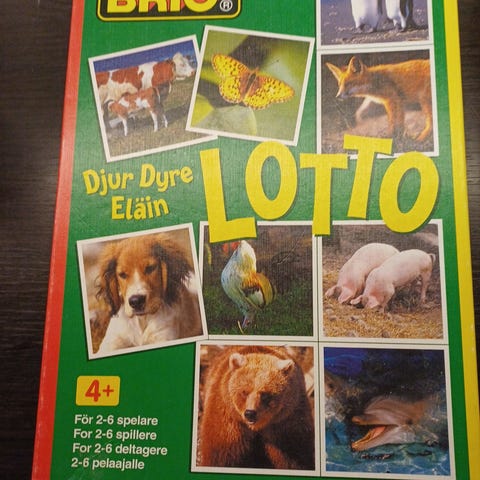 BRIO®
Djur Dyre
Eläin
LOTTO
4+
För 2-6 spelare
For 2-6 spillere
For 2-6 deltagere
2-6 pelaajalle